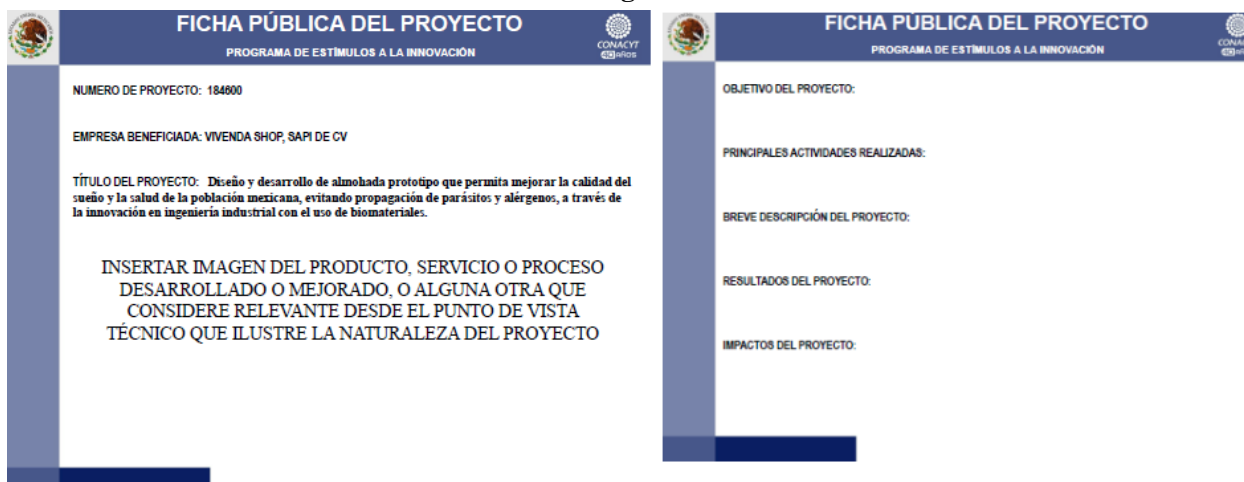 FICHA PÚBLICA DEL PROYECTO
PROGRAMA DE ESTÍMULOS A LA INNOVACIÓN
CONACYT
40 años
NUMERO DE PROYECTO: 184600
EMPRESA BENEFICIADA: VIVENDA SHOP, SAPI DE CV
TÍTULO DEL PROYECTO: Diseño y desarrollo de almohada prototipo que permita mejorar la calidad del
sueño y la salud de la población mexicana, evitando propagación de parásitos y alérgenos, a través de
la innovación en ingeniería industrial con el uso de biomateriales.
INSERTAR IMAGEN DEL PRODUCTO, SERVICIO O PROCESO
DESARROLLADO O MEJORADO, O ALGUNA OTRA QUE
CONSIDERE RELEVANTE DESDE EL PUNTO DE VISTA
TÉCNICO QUE ILUSTRE LA NATURALEZA DEL PROYECTO
FICHA PÚBLICA DEL PROYECTO
PROGRAMA DE ESTÍMULOS A LA INNOVACIÓN
OBJETIVO DEL PROYECTO:
PRINCIPALES ACTIVIDADES REALIZADAS:
BREVE DESCRIPCIÓN DEL PROYECTO:
RESULTADOS DEL PROYECTO:
IMPACTOS DEL PROYECTO: